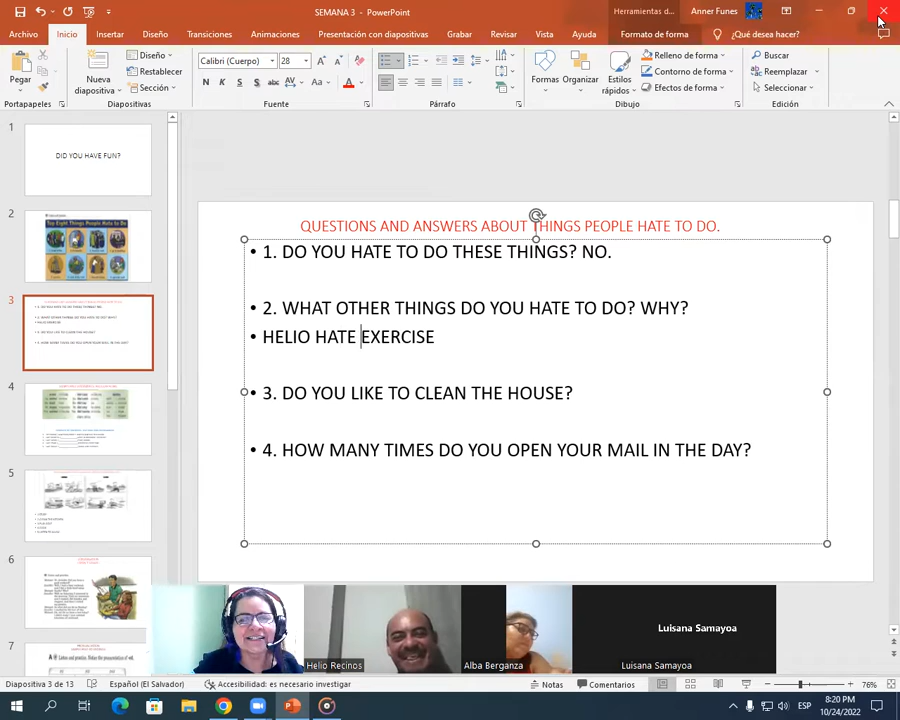 SEMANA 3 - PowerPoint
Herramientas d...
Anner Funes
Archivo Inicio Insertar Diseño Transiciones Animaciones Presentación con diapositivas Grabar Revisar Vista Ayuda Formato de forma ¿Qué desea hacer?
Pegar
Nueva diapositiva
Diseño
Restablecer
Sección
Calibri (Cuerpo) 28
N K S S
Formas
Organizar
Estilos rápidos
Relleno de forma
Contorno de forma
Efectos de forma
Buscar
Reemplazar
Seleccionar
Portapapeles Diapositivas Fuente Párrafo Dibujo Edición
1
DID YOU HAVE FUN?
2
3
4
5
6
7
QUESTIONS AND ANSWERS ABOUT THINGS PEOPLE HATE TO DO.
• 1. DO YOU HATE TO DO THESE THINGS? NO.
• 2. WHAT OTHER THINGS DO YOU HATE TO DO? WHY?
• HELIO HATE EXERCISE
• 3. DO YOU LIKE TO CLEAN THE HOUSE?
• 4. HOW MANY TIMES DO YOU OPEN YOUR MAIL IN THE DAY?
Helio Recinos
Alba Berganza
Luisana Samayoa
Luisana Samayoa
Diapositiva 3 de 13 Español (El Salvador) Accesibilidad: es necesario investigar Notas Comentarios 76%
ESP
8:20 PM
10/24/2022